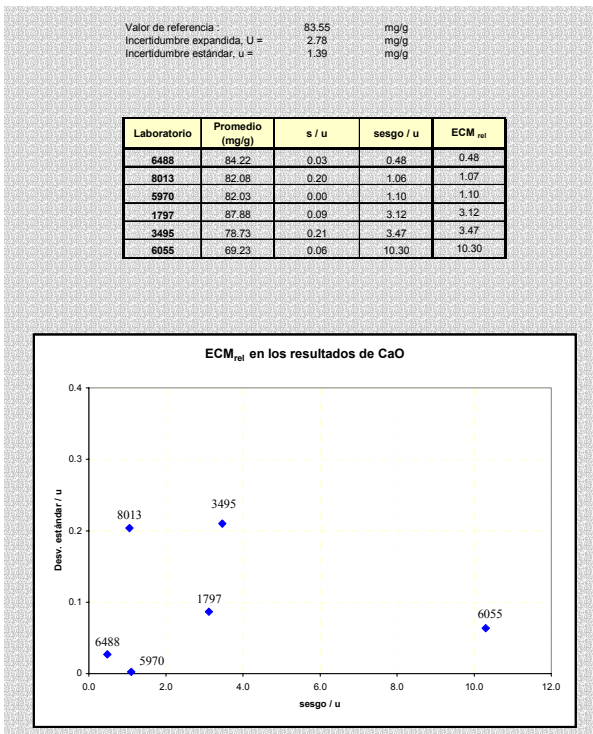 Valor de referencia : 83.55 mg/g
Incertidumbre expandida, U = 2.78 mg/g
Incertidumbre estándar, u = 1.39 mg/g
Laboratorio Promedio (mg/g) s / u sesgo / u ECM rel
6488 84.22 0.03 0.48 0.48
8013 82.08 0.20 1.06 1.07
5970 82.03 0.00 1.10 1.10
1797 87.88 0.09 3.12 3.12
3495 78.73 0.21 3.47 3.47
6055 69.23 0.06 10.30 10.30
ECMrel en los resultados de CaO
0.4
0.3
3495
8013
0.2
Desv. estándar / u
1797
0.1
6055
6488
5970
0
0.0 2.0 4.0 6.0 8.0 10.0 12.0
sesgo / u